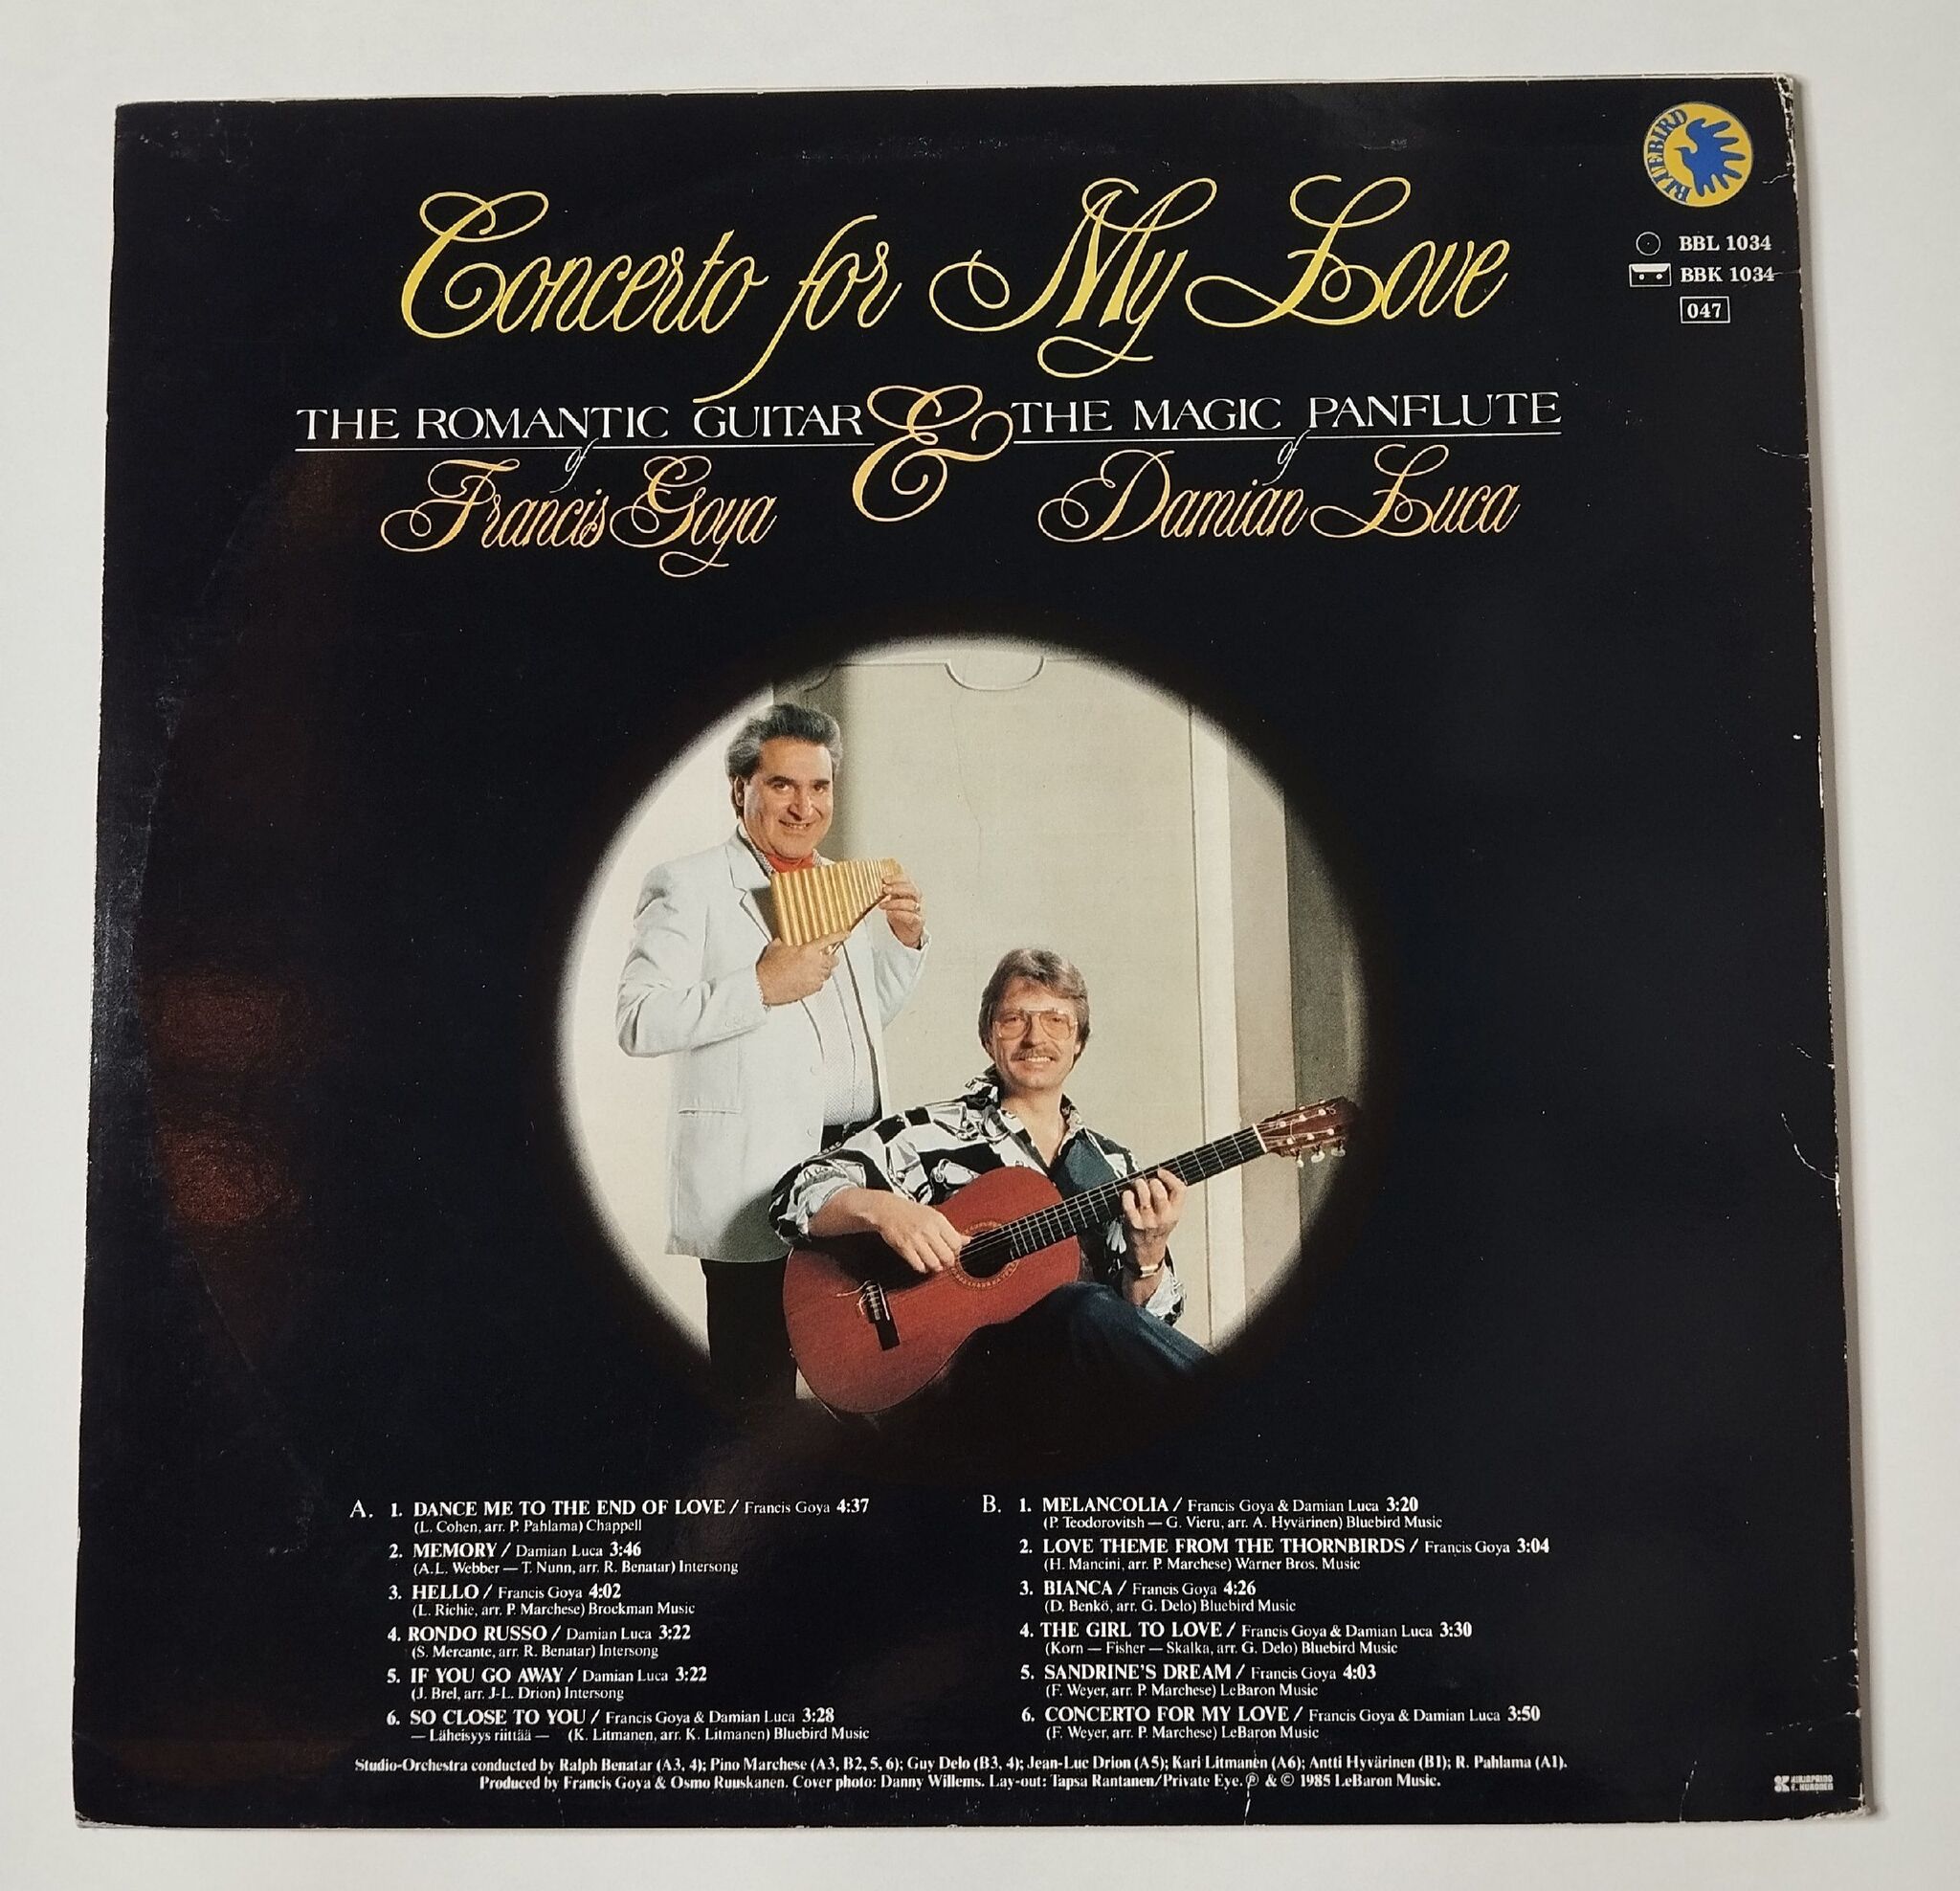 BLUEBIRD
BBL 1034
BBK 1034
047
Concerto for My Love
THE ROMANTIC GUITAR & THE MAGIC PANFLUTE
of of
Francis Goya Damian Luca
A. 1. DANCE ME TO THE END OF LOVE / Francis Goya 4:37
(L. Cohen, arr. P. Pahlama) Chappell
2. MEMORY / Damian Luca 3:46
(A.L. Webber — T. Nunn, arr. R. Benatar) Intersong
3. HELLO / Francis Goya 4:02
(L. Richie, arr. P. Marchese) Brockman Music
4. RONDO RUSSO / Damian Luca 3:22
(S. Mercante, arr. R. Benatar) Intersong
5. IF YOU GO AWAY / Damian Luca 3:22
(J. Brel, arr. J-L. Drion) Intersong
6. SO CLOSE TO YOU / Francis Goya & Damian Luca 3:28
— Läheisyys riittää — (K. Litmanen, arr. K. Litmanen) Bluebird Music
B. 1. MELANCOLIA / Francis Goya & Damian Luca 3:20
(P. Teodorovitsh — G. Vieru, arr. A. Hyvärinen) Bluebird Music
2. LOVE THEME FROM THE THORNBIRDS / Francis Goya 3:04
(H. Mancini, arr. P. Marchese) Warner Bros. Music
3. BIANCA / Francis Goya 4:26
(D. Benkö, arr. G. Delo) Bluebird Music
4. THE GIRL TO LOVE / Francis Goya & Damian Luca 3:30
(Korn — Fisher — Skalka, arr. G. Delo) Bluebird Music
5. SANDRINE'S DREAM / Francis Goya 4:03
(F. Weyer, arr. P. Marchese) LeBaron Music
6. CONCERTO FOR MY LOVE / Francis Goya & Damian Luca 3:50
(F. Weyer, arr. P. Marchese) LeBaron Music
Studio-Orchestra conducted by Ralph Benatar (A3, 4); Pino Marchese (A3, B2, 5, 6); Guy Delo (B3, 4); Jean-Luc Drion (A5); Kari Litmanen (A6); Antti Hyvärinen (B1); R. Pahlama (A1).
Produced by Francis Goya & Osmo Ruuskanen. Cover photo: Danny Willems. Lay-out: Tapsa Rantanen/Private Eye. ℗ & © 1985 LeBaron Music.
KIRJAPAINO